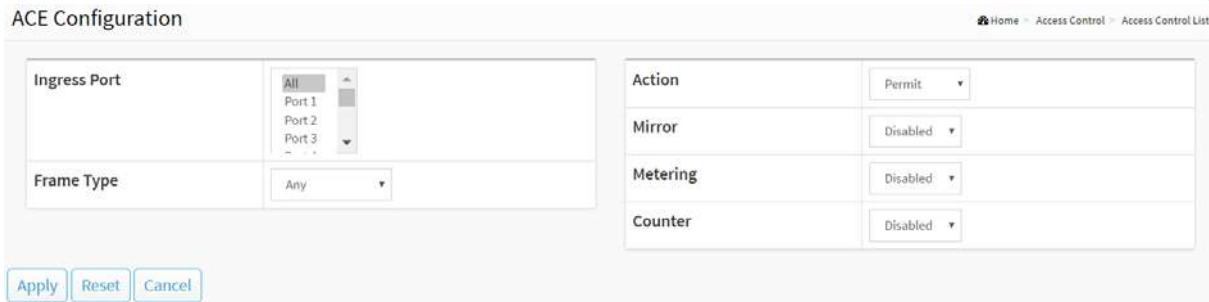 ACE Configuration
Home > Access Control > Access Control List
Ingress Port
All
Port 1
Port 2
Port 3
Frame Type
Any
Action
Permit
Mirror
Disabled
Metering
Disabled
Counter
Disabled
Apply
Reset
Cancel